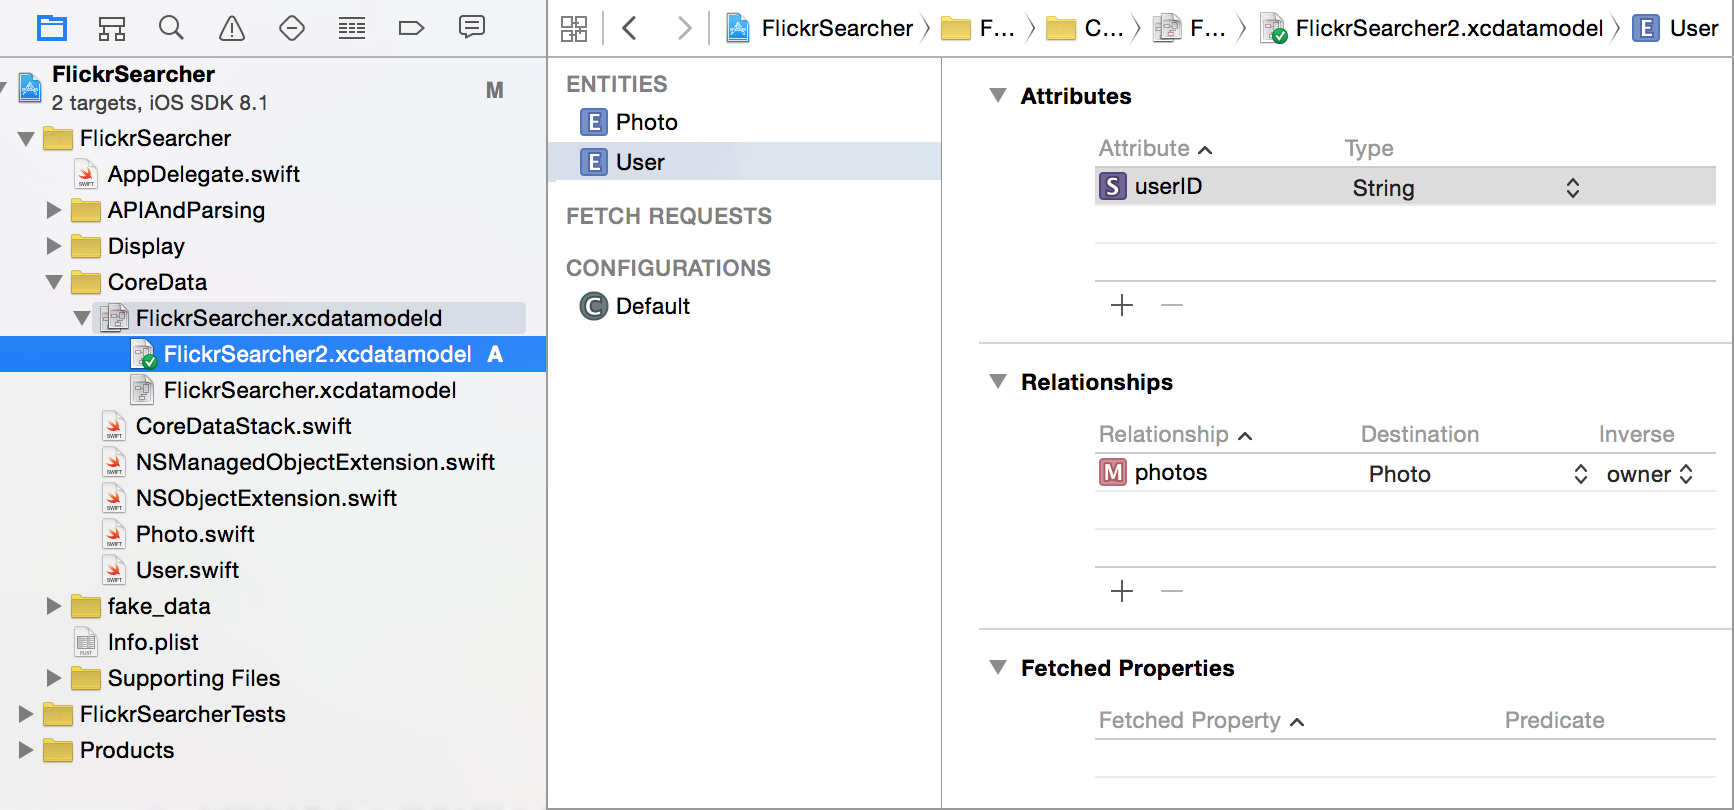 FlickrSearcher
2 targets, iOS SDK 8.1
M
FlickrSearcher
AppDelegate.swift
APIAndParsing
Display
CoreData
FlickrSearcher.xcdatamodeld
FlickrSearcher2.xcdatamodel A
FlickrSearcher.xcdatamodel
CoreDataStack.swift
NSManagedObjectExtension.swift
NSObjectExtension.swift
Photo.swift
User.swift
fake_data
Info.plist
Supporting Files
FlickrSearcherTests
Products
FlickrSearcher F... C... F... FlickrSearcher2.xcdatamodel E User
ENTITIES
E Photo
E User
FETCH REQUESTS
CONFIGURATIONS
C Default
Attributes
Attribute Type
S userID String
Relationships
Relationship Destination Inverse
M photos Photo owner
Fetched Properties
Fetched Property Predicate